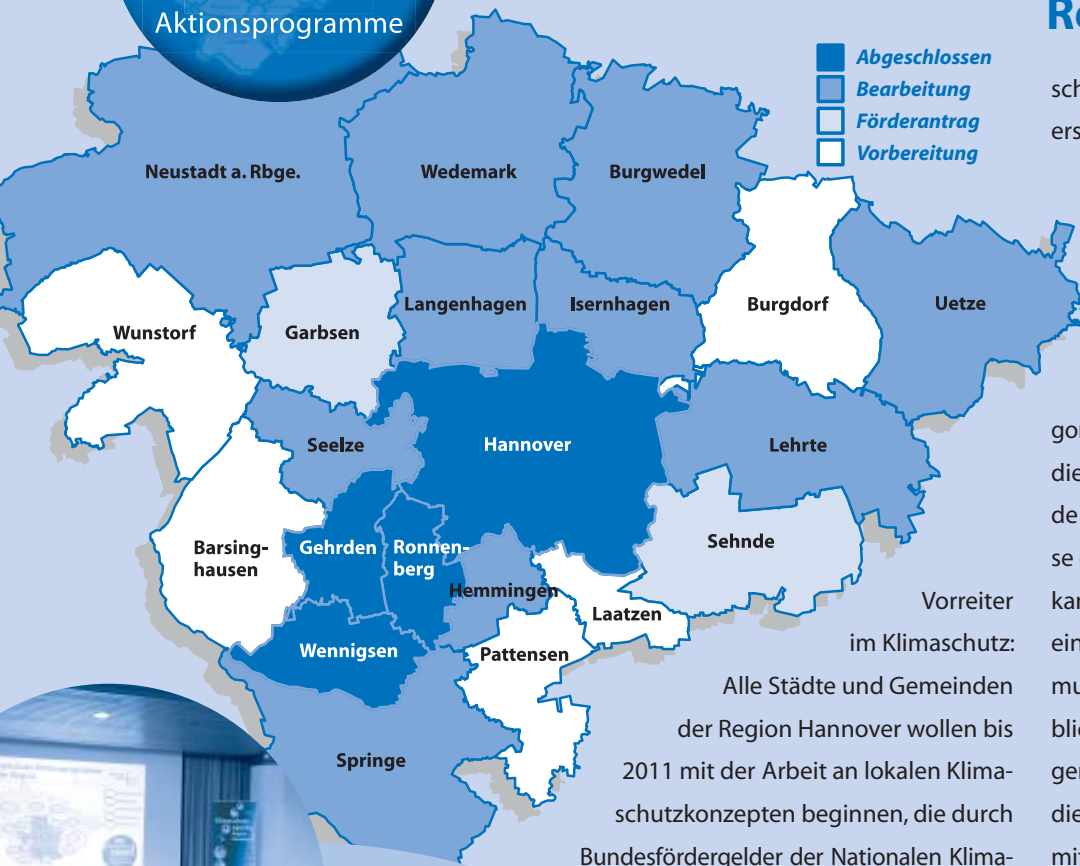 Aktionsprogramme
Abgeschlossen
Bearbeitung
Förderantrag
Vorbereitung
Neustadt a. Rbge.
Wedemark
Burgwedel
Langenhagen
Isernhagen
Burgdorf
Uetze
Wunstorf
Garbsen
Seelze
Hannover
Lehrte
Barsing-
hausen
Gehrden
Ronnen-
berg
Sehnde
Hemmingen
Laatzen
Wennigsen
Pattensen
Springe
Vorreiter
im Klimaschutz:
Alle Städte und Gemeinden
der Region Hannover wollen bis
2011 mit der Arbeit an lokalen Klima-
schutzkonzepten beginnen, die durch
Bundesfördergelder der Nationalen Klima-